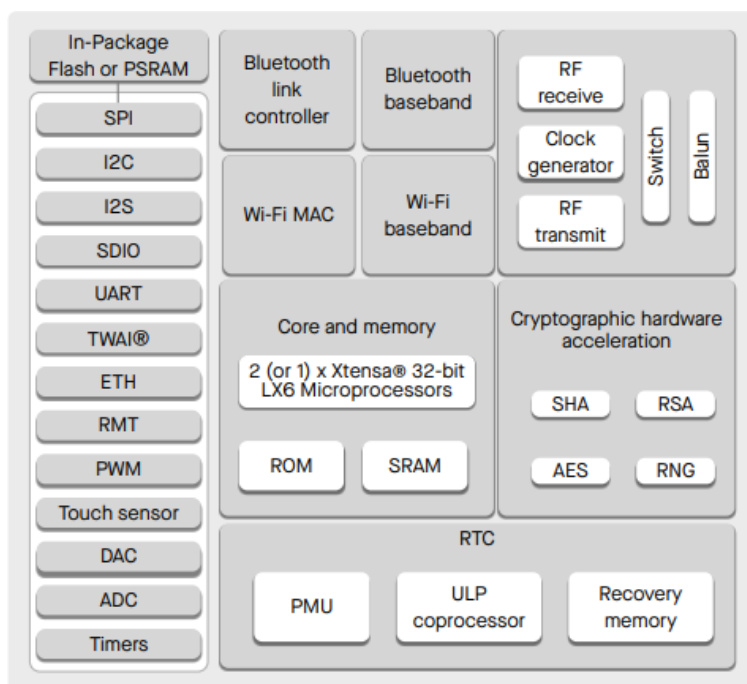 In-Package
Flash or PSRAM
SPI
I2C
I2S
SDIO
UART
TWAI®
ETH
RMT
PWM
Touch sensor
DAC
ADC
Timers
Bluetooth
link
controller
Bluetooth
baseband
Wi-Fi MAC
Wi-Fi
baseband
RF
receive
Clock
generator
RF
transmit
Switch
Balun
Core and memory
2 (or 1) x Xtensa® 32-bit
LX6 Microprocessors
ROM
SRAM
Cryptographic hardware
acceleration
SHA
RSA
AES
RNG
RTC
PMU
ULP
coprocessor
Recovery
memory